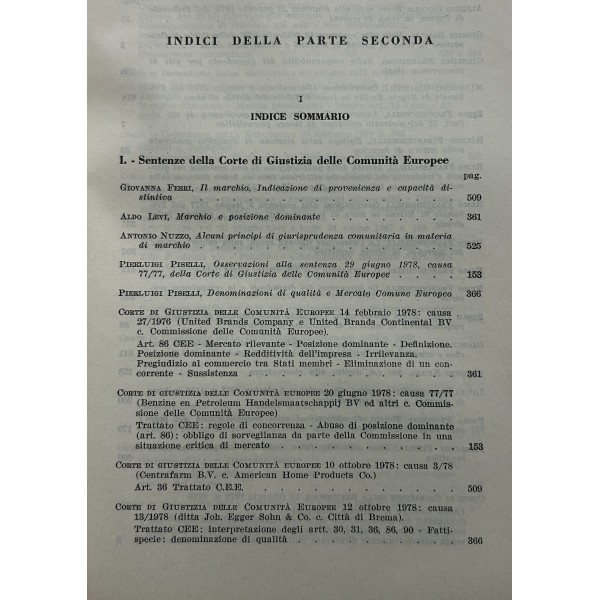 INDICI DELLA PARTE SECONDA
I
INDICE SOMMARIO
I. - Sentenze della Corte di Giustizia delle Comunità Europee
pag.
GIOVANNA FERRI, Il marchio. Indicazione di provenienza e capacità di-
stintiva . . . . . . . . . . . . . . . . 509
ALDO LEVI, Marchio e posizione dominante . . . . . . . . 361
ANTONIO NUZZO, Alcuni principi di giurisprudenza comunitaria in materia
di marchio . . . . . . . . . . . . . . . 525
PIERLUIGI PISELLI, Osservazioni alla sentenza 29 giugno 1978, causa
77/77, della Corte di Giustizia delle Comunità Europee . . . . 153
PIERLUIGI PISELLI, Denominazioni di qualità e Mercato Comune Europeo 366
CORTE DI GIUSTIZIA DELLE COMUNITÀ EUROPEE 14 febbraio 1978: causa
27/1976 (United Brands Company e United Brands Continental BV
c. Commissione delle Comunità Europee).
Art. 86 CEE - Mercato rilevante - Posizione dominante - Definizione.
Posizione dominante - Redditività dell'impresa - Irrilevanza.
Pregiudizio al commercio tra Stati membri - Eliminazione di un con-
corrente - Sussistenza . . . . . . . . . . . . 361
CORTE DI GIUSTIZIA DELLE COMUNITÀ EUROPEE 20 giugno 1978: causa 77/77
(Benzine en Petroleum Handelsmaatschappij BV ed altri c. Commis-
sione delle Comunità Europee)
Trattato CEE: regole di concorrenza - Abuso di posizione dominante
(art. 86): obbligo di sorveglianza da parte della Commissione in una
situazione critica di mercato . . . . . . . . . . 153
CORTE DI GIUSTIZIA DELLE COMUNITÀ EUROPEE 10 ottobre 1978: causa 3/78
(Centrafarm B.V. c. American Home Products Co.)
Art. 36 Trattato C.E.E. . . . . . . . . . . . . 509
CORTE DI GIUSTIZIA DELLE COMUNITÀ EUROPEE 12 ottobre 1978: causa
13/1978 (ditta Joh. Egger Sohn & Co. c. Città di Brema).
Trattato CEE: interpretazione degli artt. 30, 31, 36, 86, 90 - Fatti-
specie: denominazione di qualità . . . . . . . . . 366